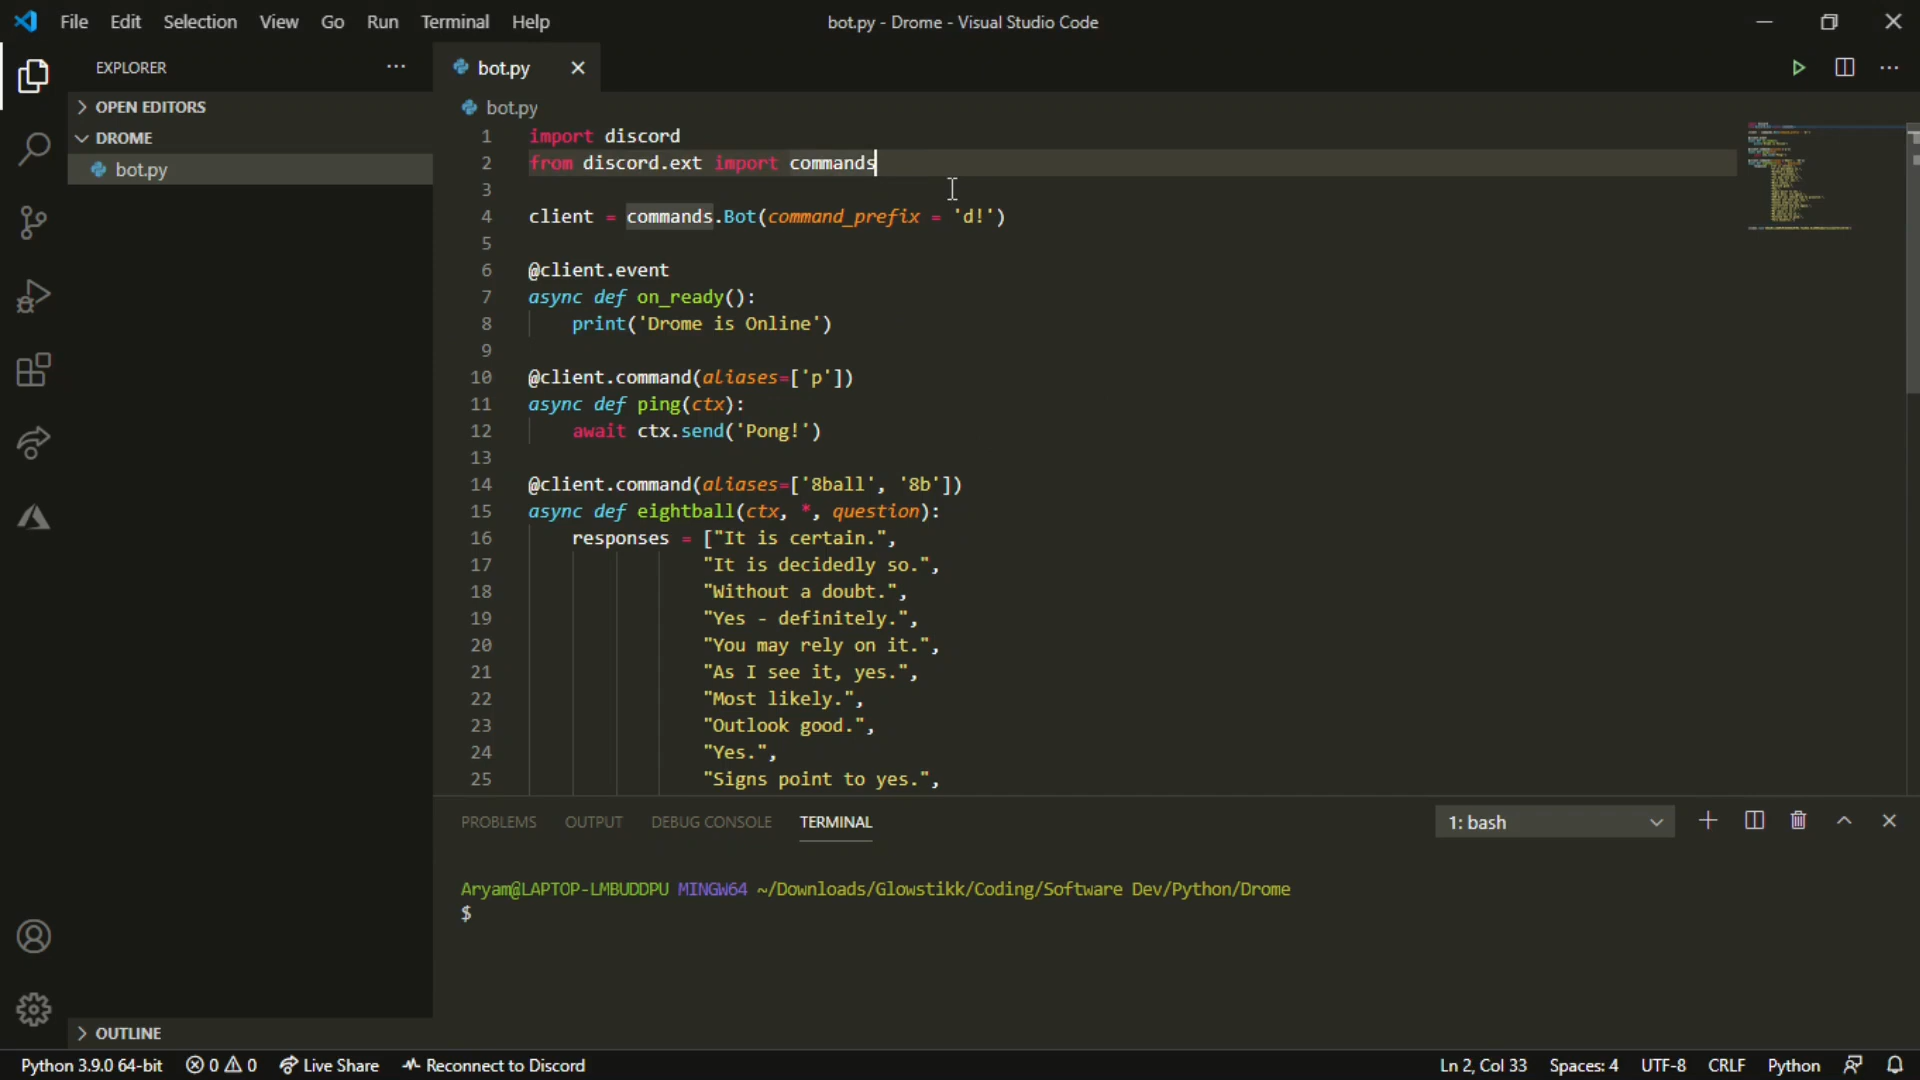 File Edit Selection View Go Run Terminal Help
bot.py - Drome - Visual Studio Code
EXPLORER
OPEN EDITORS
DROME
bot.py
bot.py
bot.py
1 import discord
2 from discord.ext import commands
3
4 client = commands.Bot(command_prefix = 'd!')
5
6 @client.event
7 async def on_ready():
8 print('Drome is Online')
9
10 @client.command(aliases=['p'])
11 async def ping(ctx):
12 await ctx.send('Pong!')
13
14 @client.command(aliases=['8ball', '8b'])
15 async def eightball(ctx, *, question):
16 responses = ["It is certain.",
17 "It is decidedly so.",
18 "Without a doubt.",
19 "Yes - definitely.",
20 "You may rely on it.",
21 "As I see it, yes.",
22 "Most likely.",
23 "Outlook good.",
24 "Yes.",
25 "Signs point to yes.",
PROBLEMS OUTPUT DEBUG CONSOLE TERMINAL
1: bash
Aryam@LAPTOP-LMBUDDPU MINGW64 ~/Downloads/Glowstikk/Coding/Software Dev/Python/Drome
$
OUTLINE
Python 3.9.0 64-bit 0 0 Live Share Reconnect to Discord
Ln 2, Col 33 Spaces: 4 UTF-8 CRLF Python